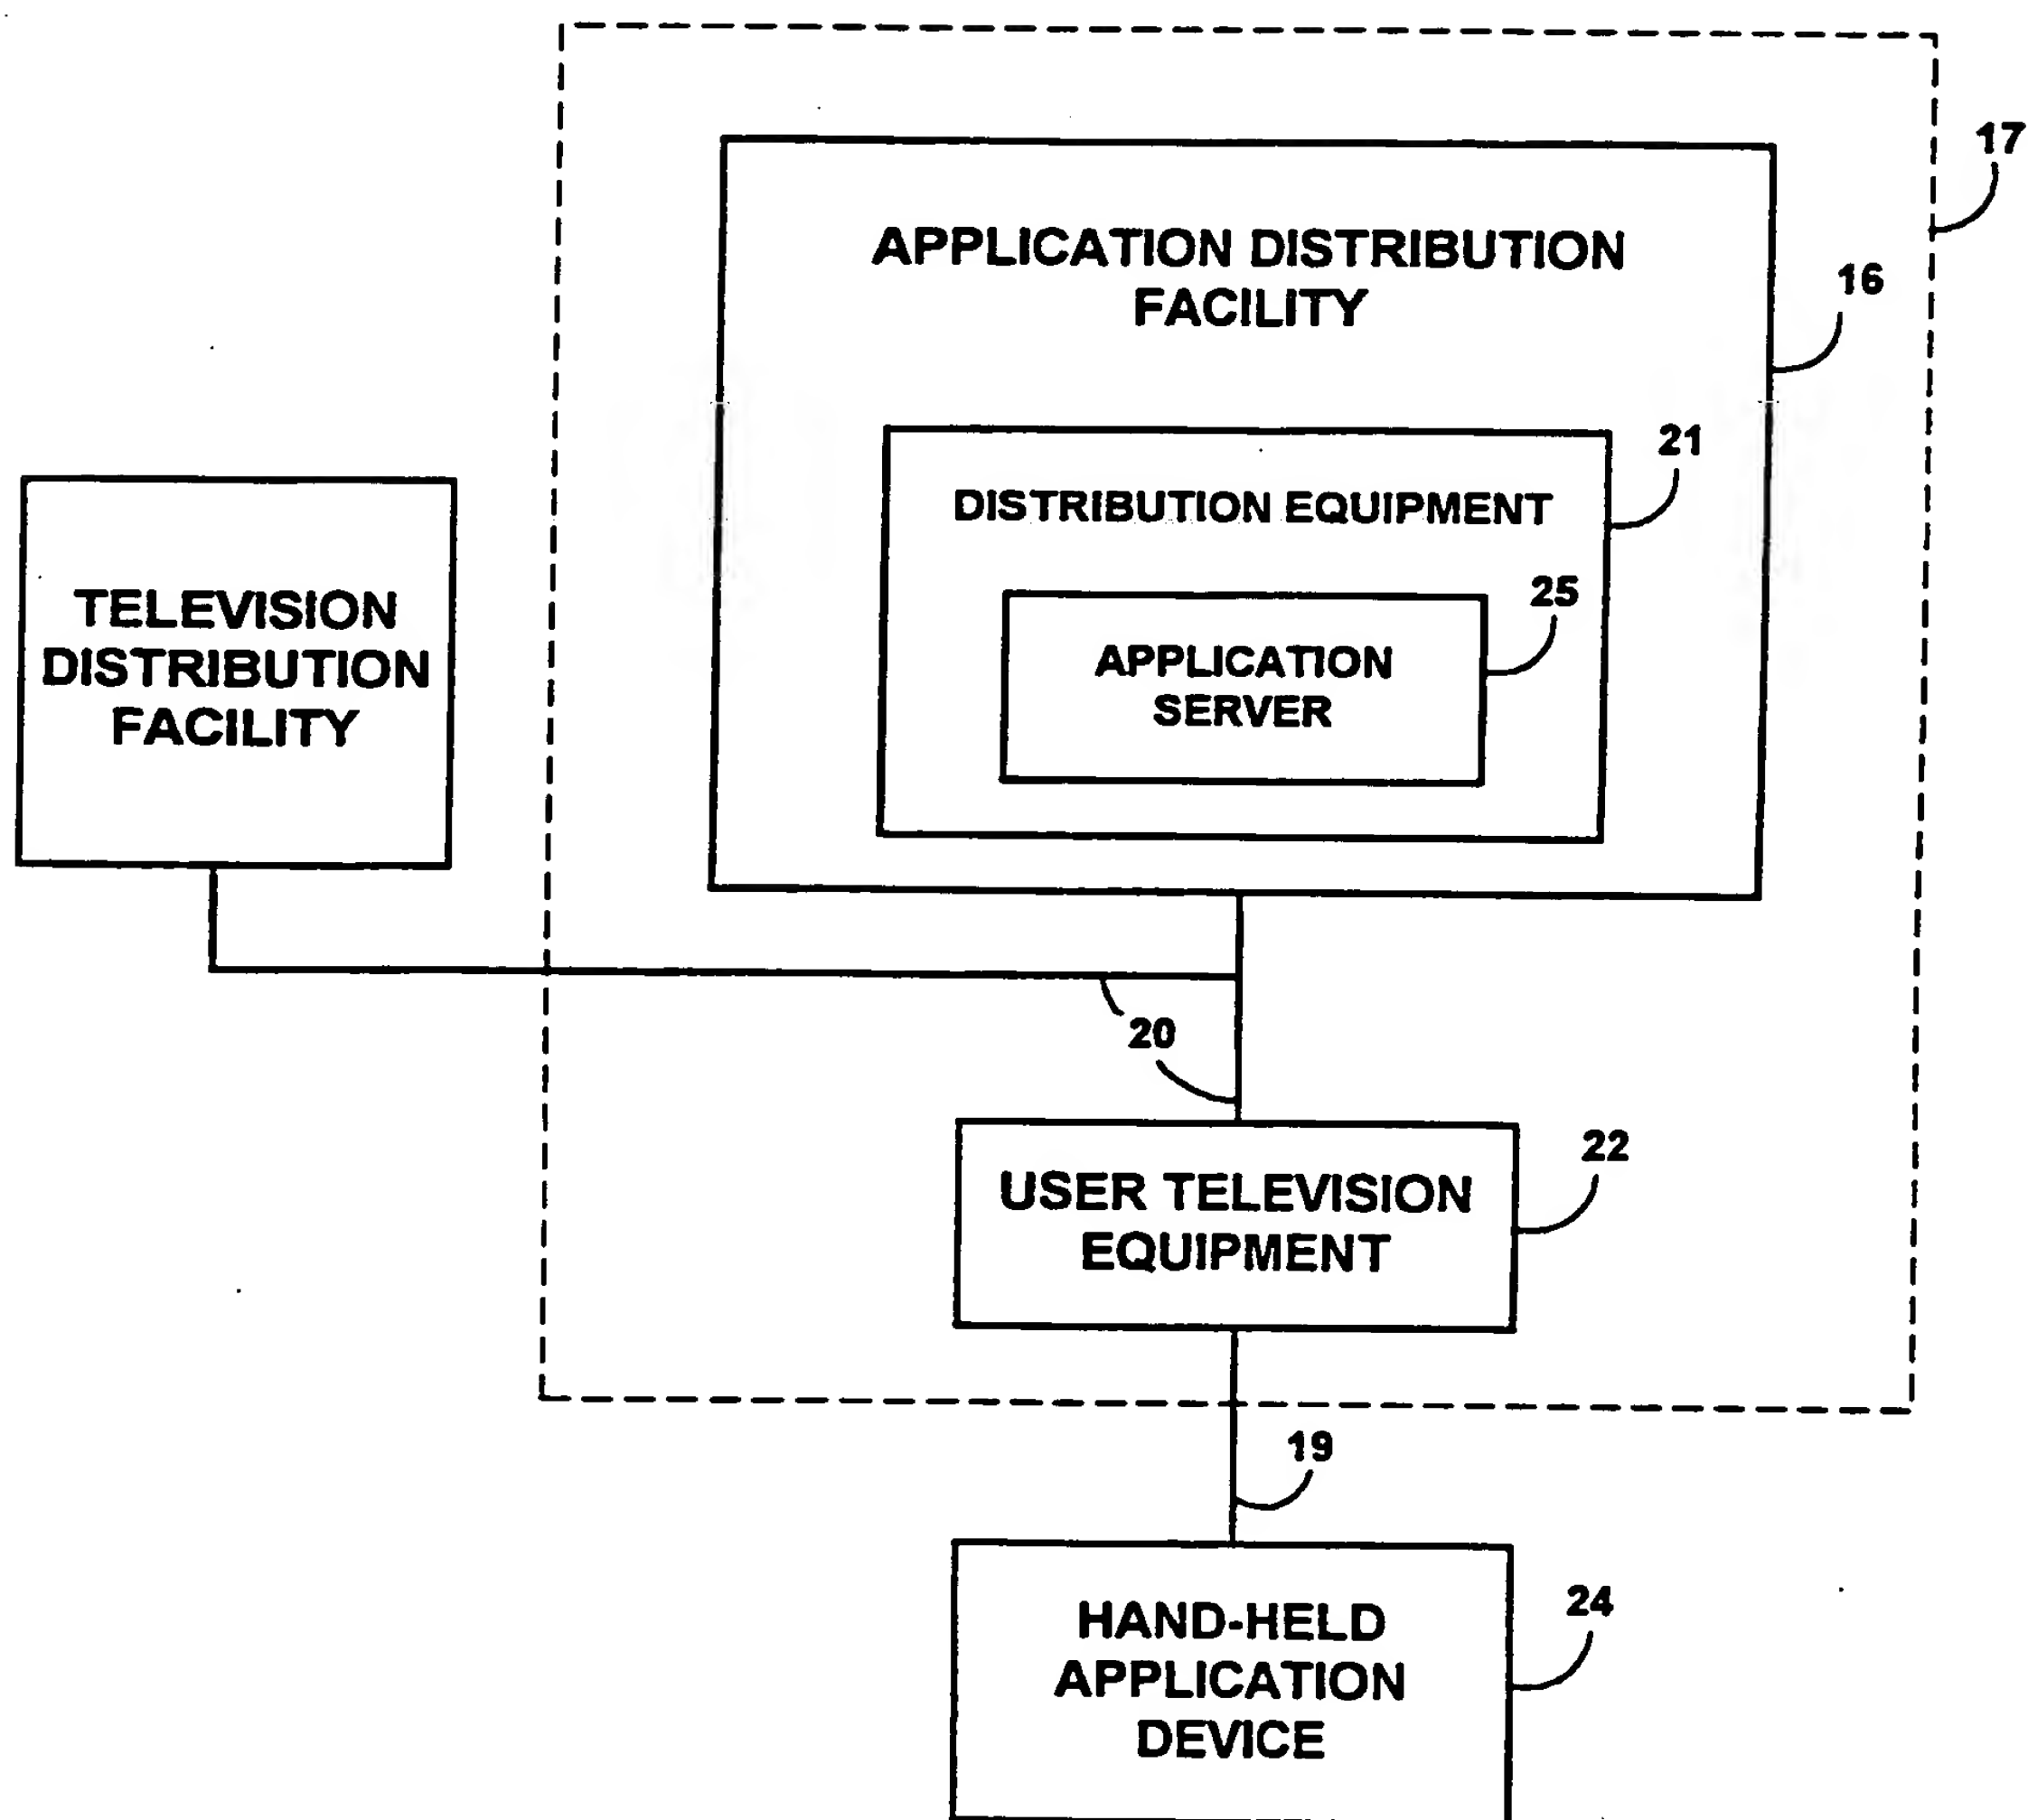 17
APPLICATION DISTRIBUTION
FACILITY
16
21
DISTRIBUTION EQUIPMENT
25
APPLICATION
SERVER
TELEVISION
DISTRIBUTION
FACILITY
20
22
USER TELEVISION
EQUIPMENT
19
24
HAND-HELD
APPLICATION
DEVICE